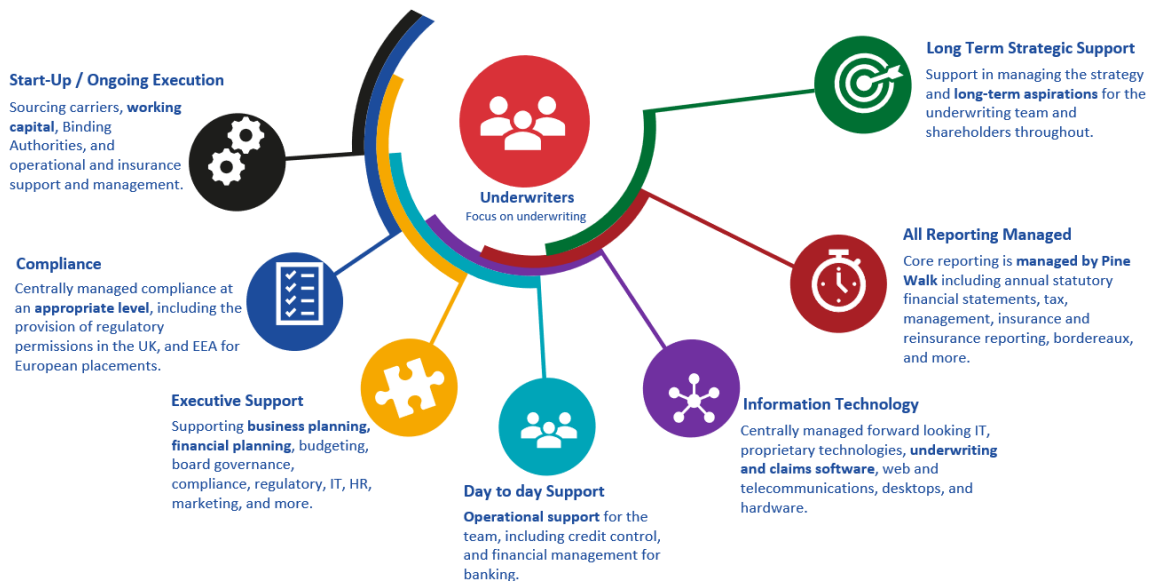 Start-Up / Ongoing Execution
Sourcing carriers, working
capital, Binding
Authorities, and
operational and insurance
support and management.
Compliance
Centrally managed compliance at
an appropriate level, including the
provision of regulatory
permissions in the UK, and EEA for
European placements.
Executive Support
Supporting business planning,
financial planning, budgeting,
board governance,
compliance, regulatory, IT, HR,
marketing, and more.
Underwriters
Focus on underwriting
Day to day Support
Operational support for the
team, including credit control,
and financial management for
banking.
Information Technology
Centrally managed forward looking IT,
proprietary technologies, underwriting
and claims software, web and
telecommunications, desktops, and
hardware.
All Reporting Managed
Core reporting is managed by Pine
Walk including annual statutory
financial statements, tax,
management, insurance and
reinsurance reporting, bordereaux,
and more.
Long Term Strategic Support
Support in managing the strategy
and long-term aspirations for the
underwriting team and
shareholders throughout.